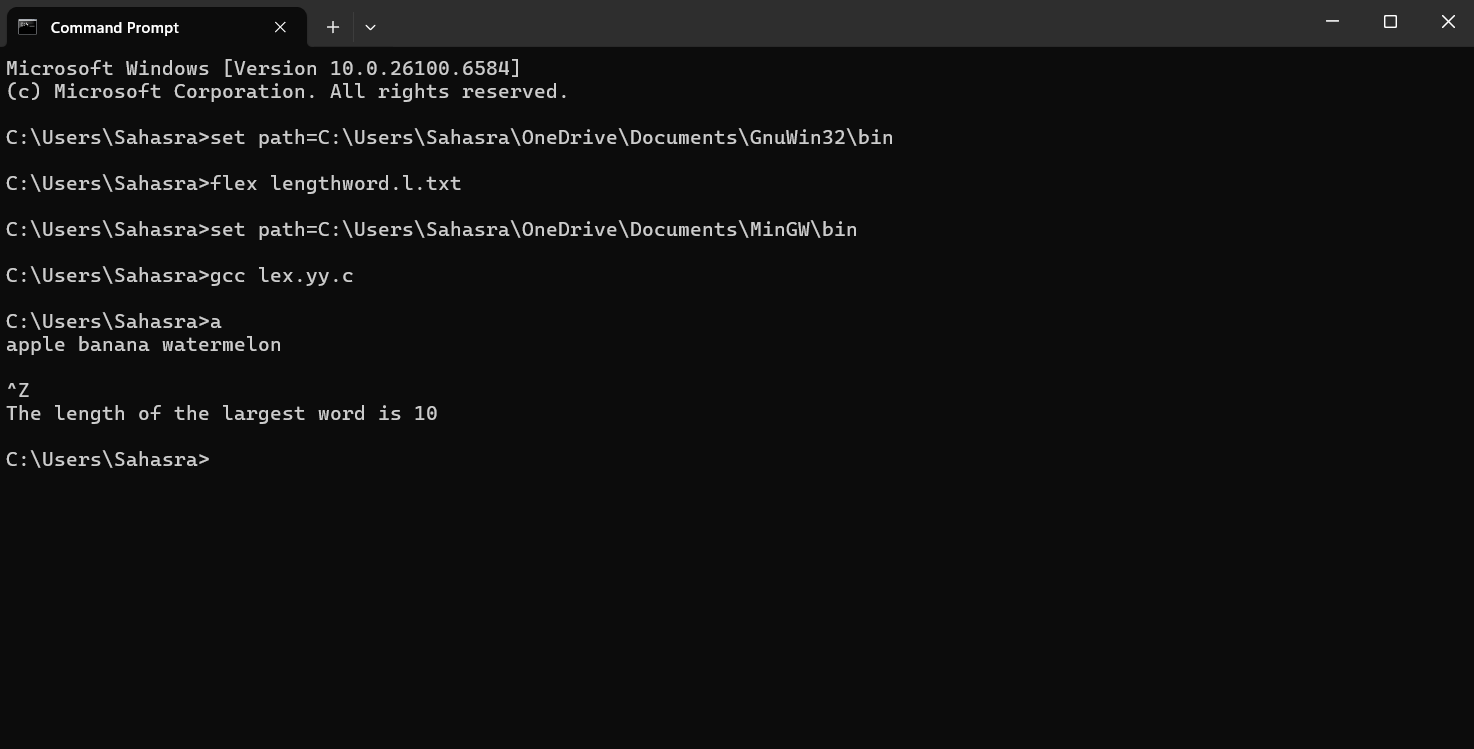 Command Prompt
Microsoft Windows [Version 10.0.26100.6584]
(c) Microsoft Corporation. All rights reserved.
C:\Users\Sahasra>set path=C:\Users\Sahasra\OneDrive\Documents\GnuWin32\bin
C:\Users\Sahasra>flex lengthword.l.txt
C:\Users\Sahasra>set path=C:\Users\Sahasra\OneDrive\Documents\MinGW\bin
C:\Users\Sahasra>gcc lex.yy.c
C:\Users\Sahasra>a
apple banana watermelon
^Z
The length of the largest word is 10
C:\Users\Sahasra>